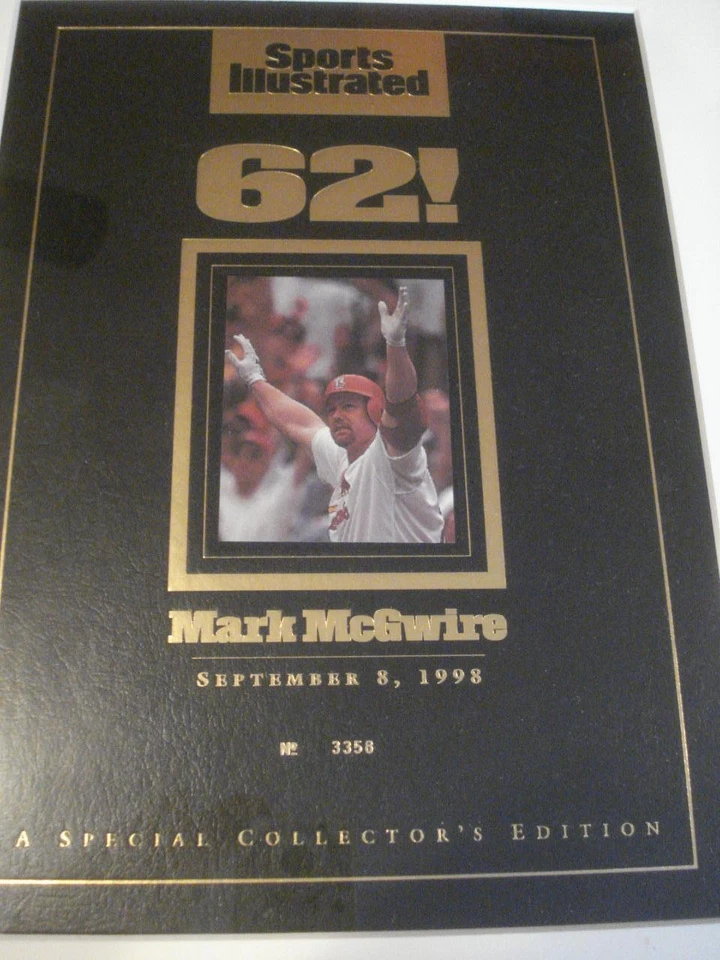 Sports
Illustrated
62!
Mark McGwire
SEPTEMBER 8, 1998
№ 3358
A SPECIAL COLLECTOR'S EDITION